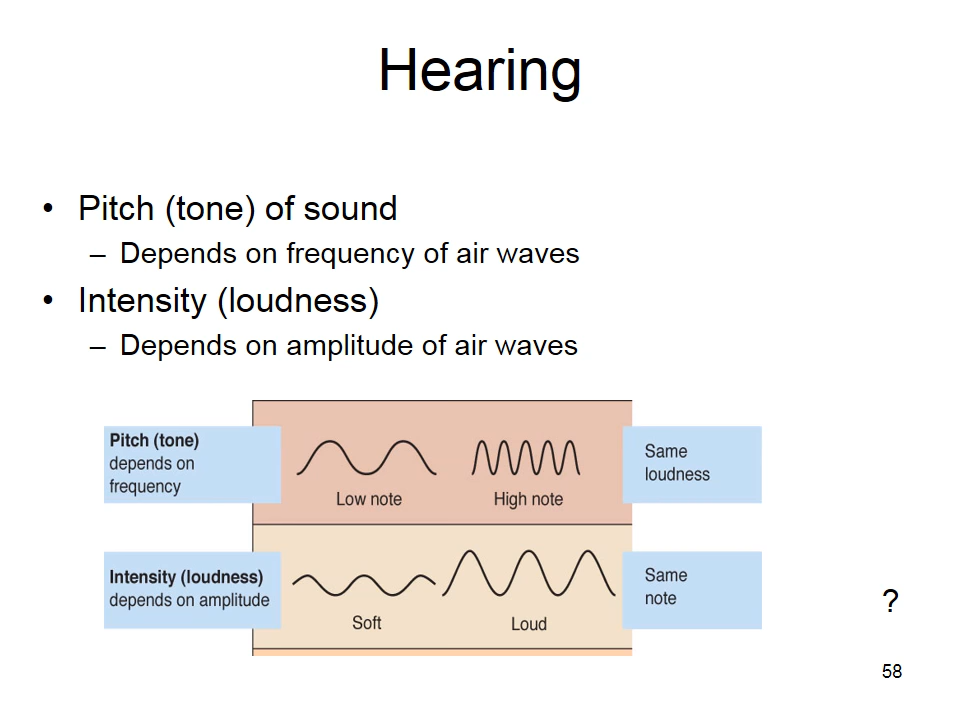 Hearing
• Pitch (tone) of sound
– Depends on frequency of air waves
• Intensity (loudness)
– Depends on amplitude of air waves
Pitch (tone)
depends on
frequency
Low note
High note
Same
loudness
Intensity (loudness)
depends on amplitude
Soft
Loud
Same
note
?
58